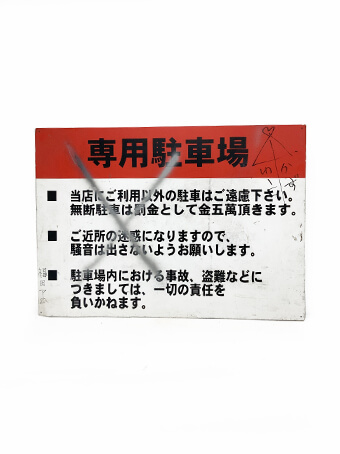 専用駐車場
■ 当店にご利用以外の駐車はご遠慮下さい。
無断駐車は罰金として金五萬頂きます。
■ ご近所の迷惑になりますので、
騒音は出さないようお願いします。
■ 駐車場内における事故、盗難などに
つきましては、一切の責任を
負いかねます。